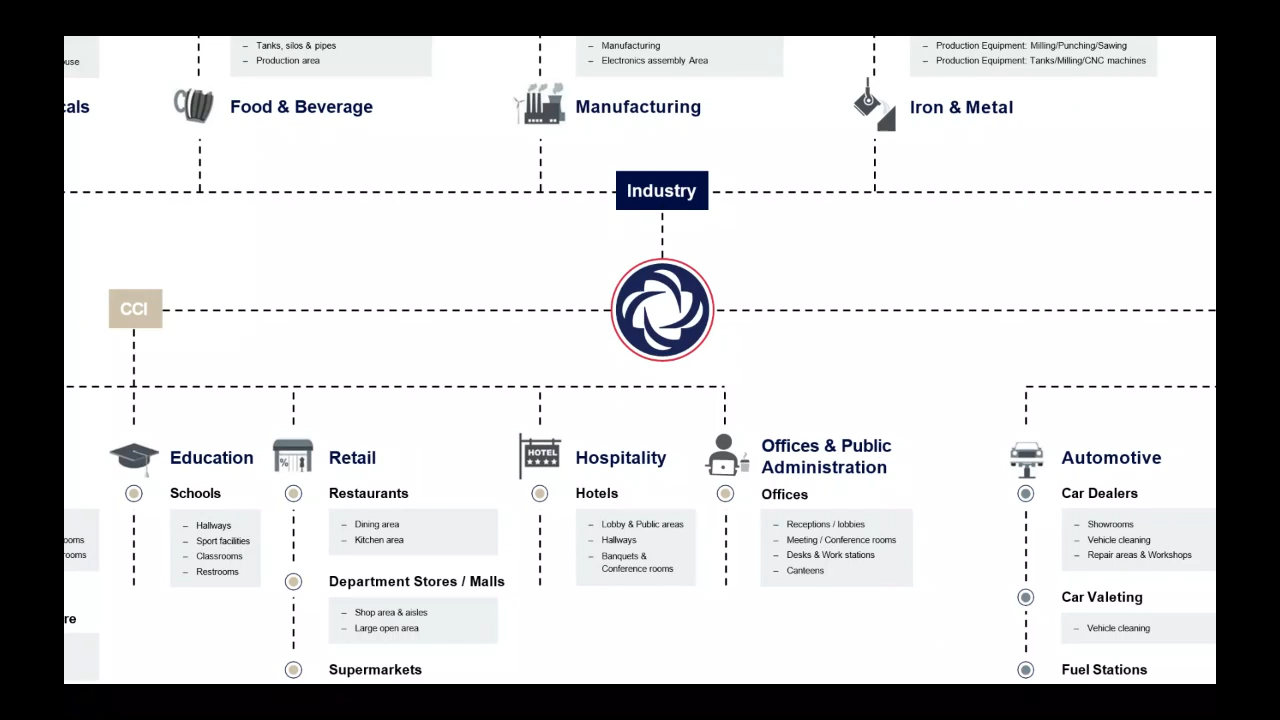 – Tanks, silos & pipes
– Production area
– Manufacturing
– Electronics assembly Area
– Production Equipment: Milling/Punching/Sawing
– Production Equipment: Tanks/Milling/CNC machines
Food & Beverage
Manufacturing
Iron & Metal
Industry
CCI
Education
Schools
– Hallways
– Sport facilities
– Classrooms
– Restrooms
%
Retail
Restaurants
– Dining area
– Kitchen area
Department Stores / Malls
– Shop area & aisles
– Large open area
Supermarkets
HOTEL
Hospitality
Hotels
– Lobby & Public areas
– Hallways
– Banquets &
Conference rooms
Offices & Public
Administration
Offices
– Receptions / lobbies
– Meeting / Conference rooms
– Desks & Work stations
– Canteens
Automotive
Car Dealers
– Showrooms
– Vehicle cleaning
– Repair areas & Workshops
Car Valeting
– Vehicle cleaning
Fuel Stations